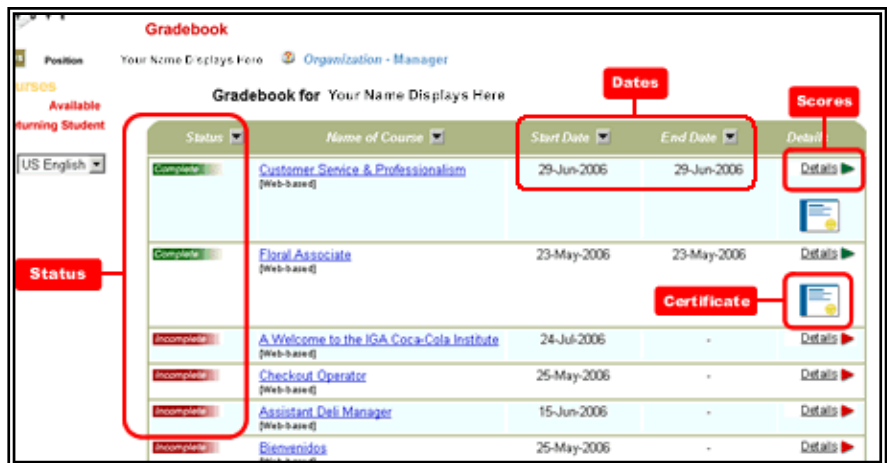 Gradebook
Position Your Name Displays Here Organization - Manager
Dates
Gradebook for Your Name Displays Here
Available
Scores
Status Name of Course Start Date End Date Details
US English
Complete Customer Service & Professionalism 29-Jun-2006 29-Jun-2006 Details
[Web-based]
Complete Floral Associate 23-May-2006 23-May-2006 Details
[Web-based]
Status
Certificate
Incomplete A Welcome to the IGA Coca-Cola Institute 24-Jul-2006 - Details
[Web-based]
Incomplete Checkout Operator 25-May-2006 - Details
[Web-based]
Incomplete Assistant Deli Manager 15-Jun-2006 - Details
[Web-based]
Incomplete Bienvenidos 25-May-2006 - Details